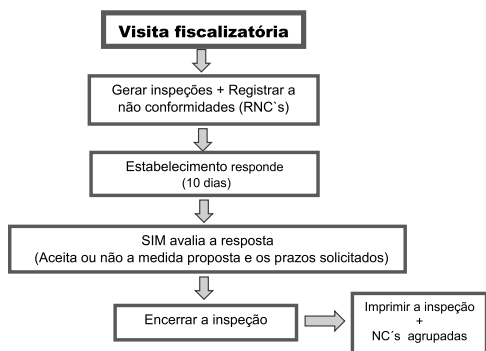 Visita fiscalizatória
Gerar inspeções + Registrar a
não conformidades (RNC`s)
Estabelecimento responde
(10 dias)
SIM avalia a resposta
(Aceita ou não a medida proposta e os prazos solicitados)
Encerrar a inspeção
Imprimir a inspeção
+
NC´s agrupadas